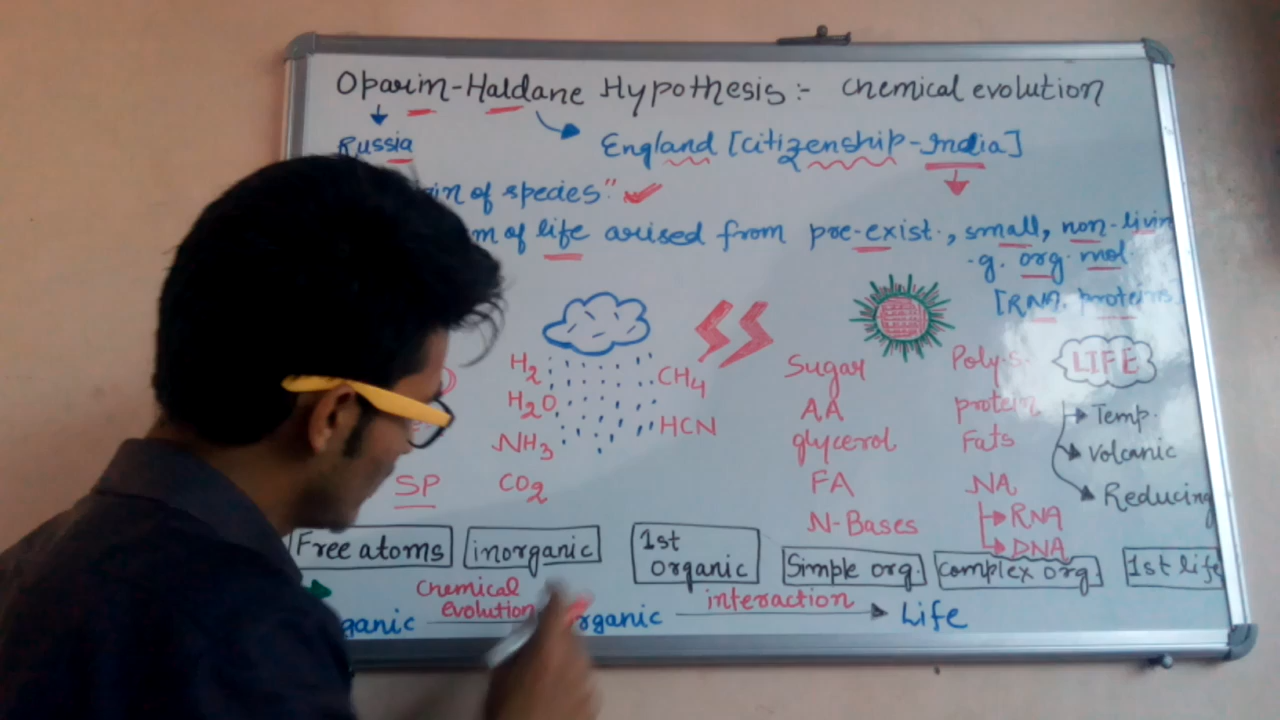 Oparin-Haldane Hypothesis:- Chemical evolution
Russia
England [citizenship-India]
of species"
of life arised from pre-exist., small, non-livin
.g. org. mol.
[RNA, proteins
H2
H2O
NH3
CO2
CH4
HCN
SP
Sugar
AA
glycerol
FA
N-Bases
Poly.s.
protein
Fats
NA
RNA
DNA
LIFE
Temp.
Volcanic
Reducing
Free atoms
inorganic
1st
Organic
Simple org.
complex org.
1st life
Chemical
evolution
ganic
rganic
interaction
Life